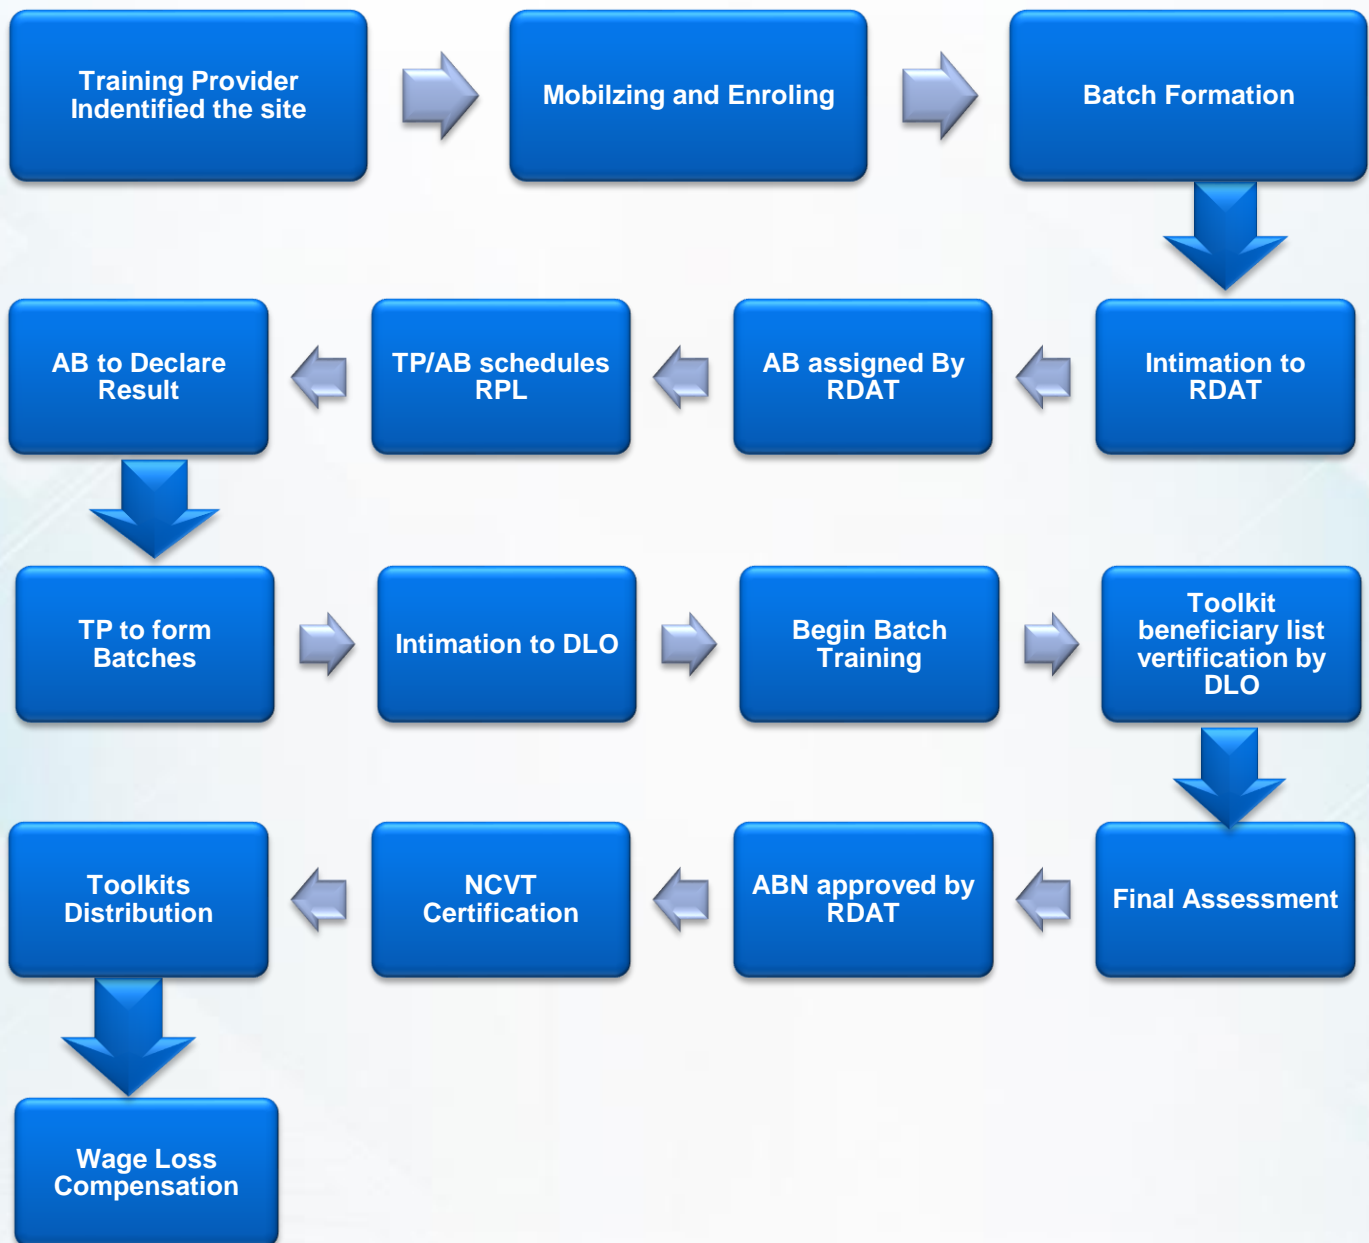 Training Provider
Indentified the site
Mobilzing and Enroling
Batch Formation
Intimation to
RDAT
AB assigned By
RDAT
TP/AB schedules
RPL
AB to Declare
Result
TP to form
Batches
Intimation to DLO
Begin Batch
Training
Toolkit
beneficiary list
vertification by
DLO
Final Assessment
ABN approved by
RDAT
NCVT
Certification
Toolkits
Distribution
Wage Loss
Compensation